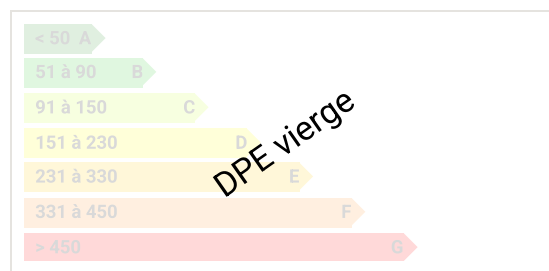 < 50 A
51 à 90 B
91 à 150 C
151 à 230 D
231 à 330 E
331 à 450 F
> 450 G
DPE vierge